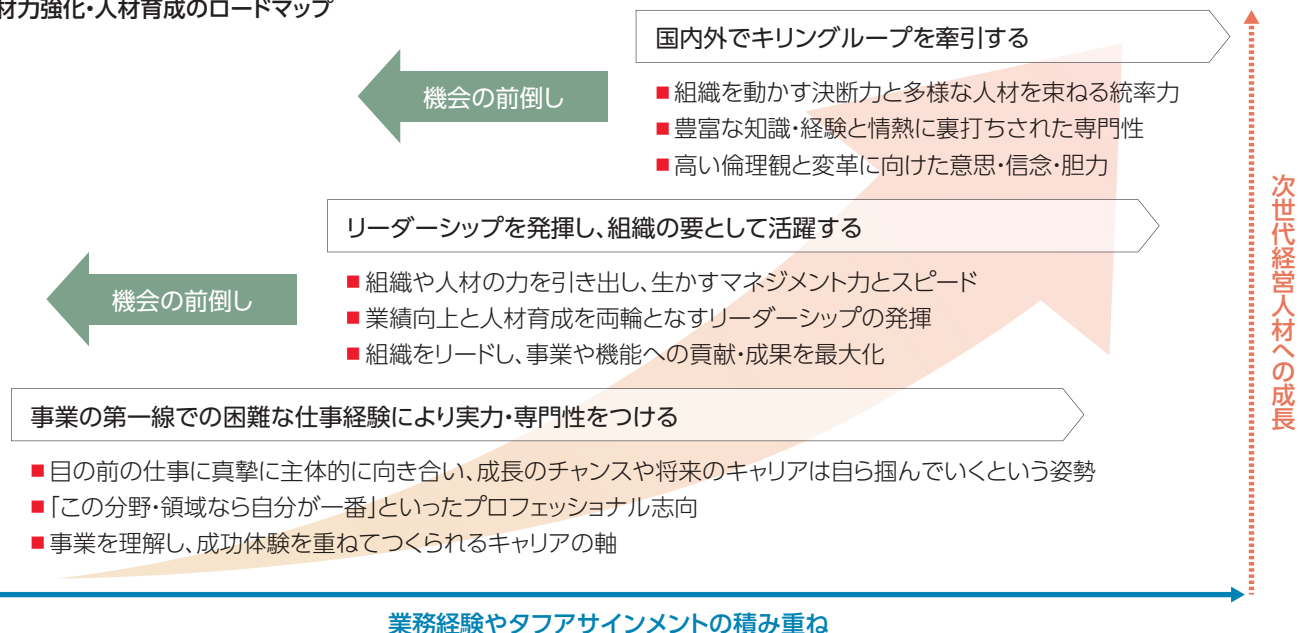 材力強化・人材育成のロードマップ
国内外でキリングループを牽引する
機会の前倒し
■組織を動かす決断力と多様な人材を束ねる統率力
■豊富な知識・経験と情熱に裏打ちされた専門性
■高い倫理観と変革に向けた意思・信念・胆力
リーダーシップを発揮し、組織の要として活躍する
機会の前倒し
■組織や人材の力を引き出し、生かすマネジメント力とスピード
■業績向上と人材育成を両輪となすリーダーシップの発揮
■組織をリードし、事業や機能への貢献・成果を最大化
事業の第一線での困難な仕事経験により実力・専門性をつける
■目の前の仕事に真摯に主体的に向き合い、成長のチャンスや将来のキャリアは自ら掴んでいくという姿勢
■「この分野・領域なら自分が一番」といったプロフェッショナル志向
■事業を理解し、成功体験を重ねてつくられるキャリアの軸
次世代経営人材への成長
業務経験やタフアサインメントの積み重ね